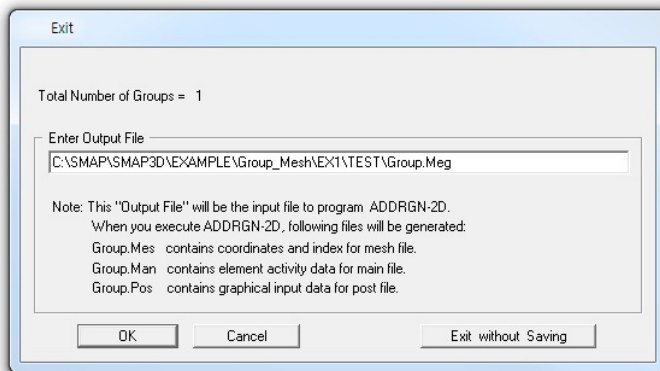 Exit
Total Number of Groups = 1
Enter Output File
C:\SMAP\SMAP3D\EXAMPLE\Group_Mesh\EX1\TEST\Group.Meg
Note: This "Output File" will be the input file to program ADDRGN-2D.
When you execute ADDRGN-2D, following files will be generated:
Group.Mes contains coordinates and index for mesh file.
Group.Man contains element activity data for main file.
Group.Pos contains graphical input data for post file.
OK Cancel Exit without Saving